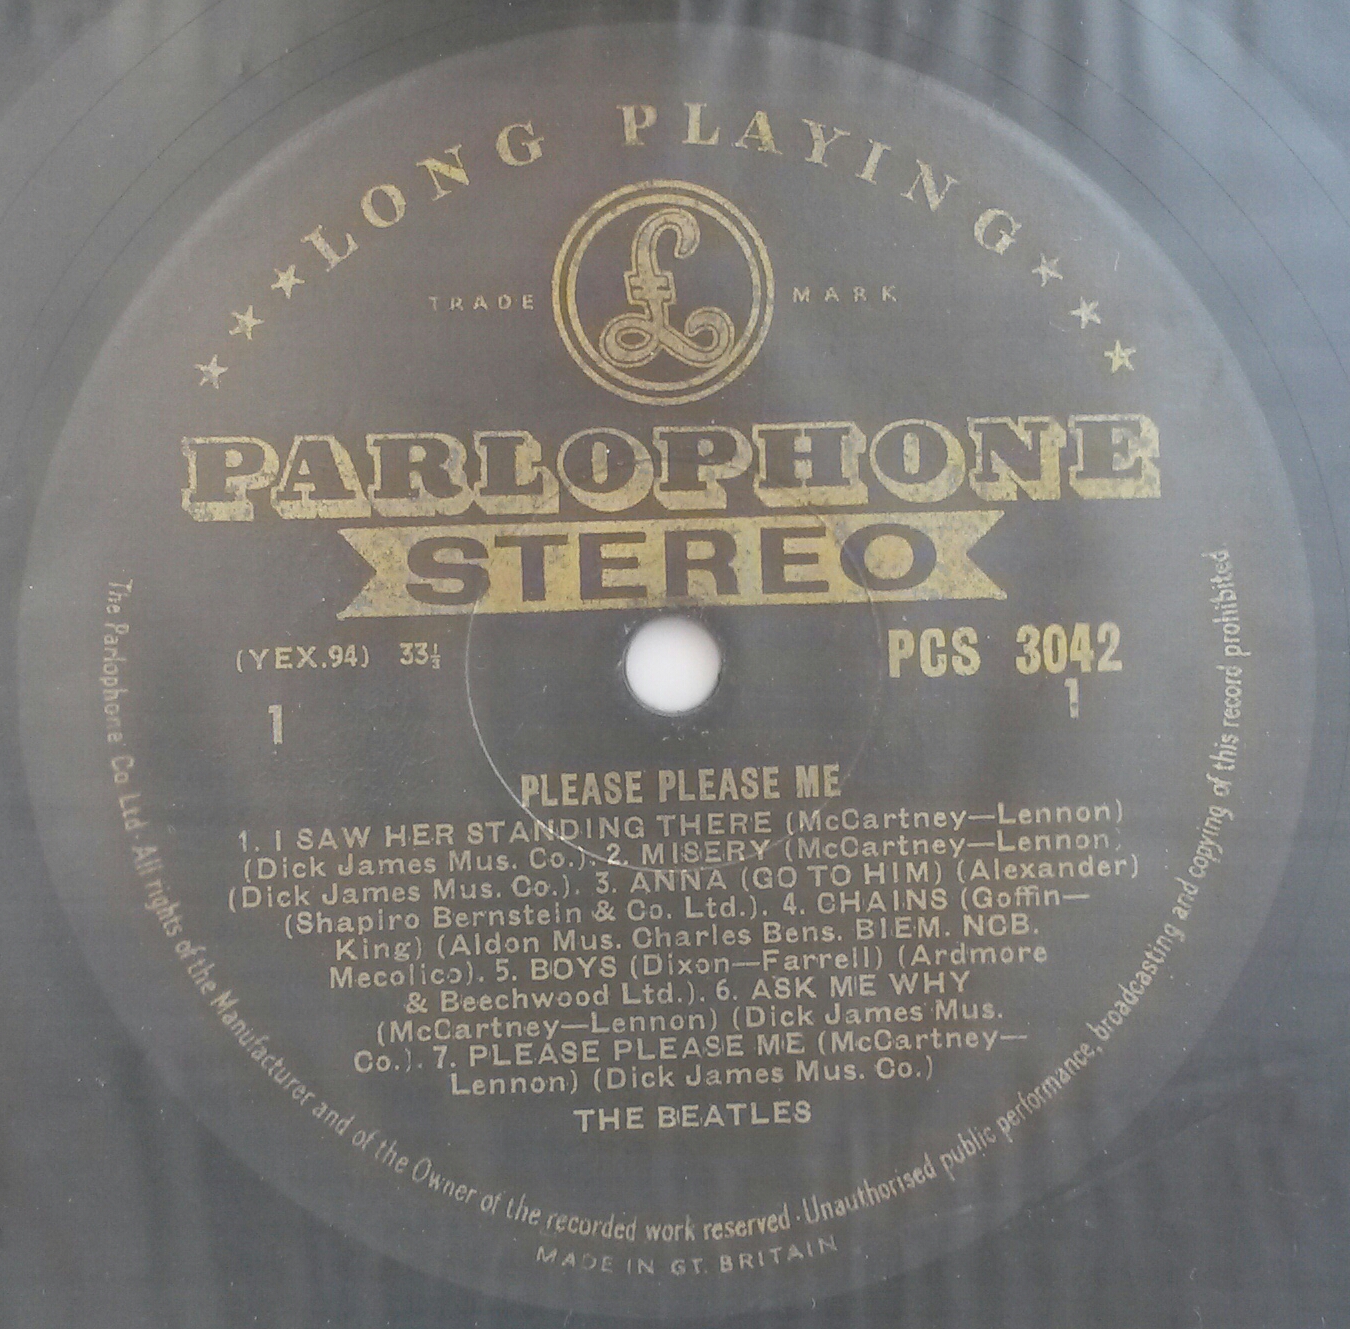 LONG PLAYING
TRADE £ MARK
PARLOPHONE
STEREO
(YEX.94) 33⅓
PCS 3042
1
1
PLEASE PLEASE ME
1. I SAW HER STANDING THERE (McCartney—Lennon)
(Dick James Mus. Co.). 2. MISERY (McCartney—Lennon)
(Dick James Mus. Co.). 3. ANNA (GO TO HIM) (Alexander)
(Shapiro Bernstein & Co. Ltd.). 4. CHAINS (Goffin—
King) (Aldon Mus. Charles Bens. BIEM. NCB.
Mecolico). 5. BOYS (Dixon—Farrell) (Ardmore
& Beechwood Ltd.). 6. ASK ME WHY
(McCartney—Lennon) (Dick James Mus.
Co.). 7. PLEASE PLEASE ME (McCartney—
Lennon) (Dick James Mus. Co.)
THE BEATLES
The Parlophone Co. Ltd · All rights of the Manufacturer and of the Owner of the recorded work reserved · Unauthorised public performance, broadcasting and copying of this record prohibited.
MADE IN GT. BRITAIN